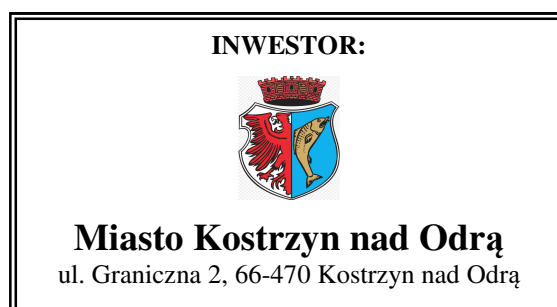 INWESTOR:
Miasto Kostrzyn nad Odrą
ul. Graniczna 2, 66-470 Kostrzyn nad Odrą